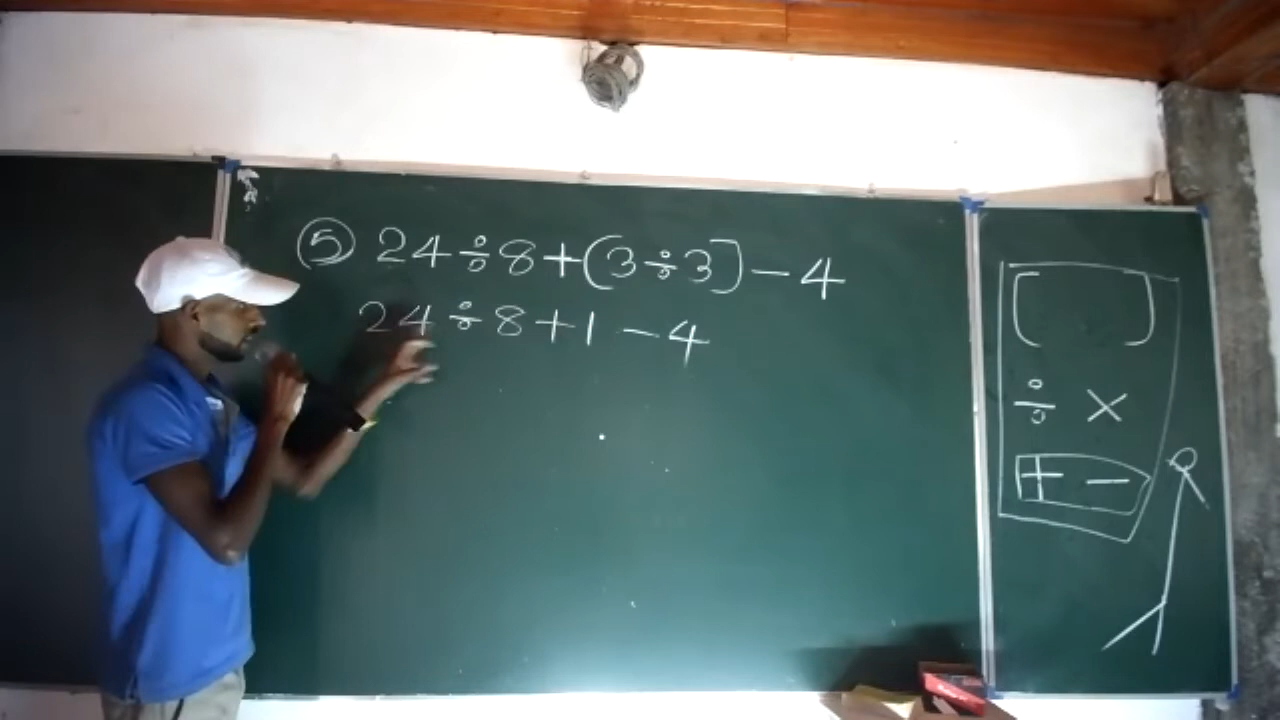 ⑤ 24 ÷ 8 + (3 ÷ 3) - 4
24 ÷ 8 + 1 - 4
( )
÷ ×
+ -